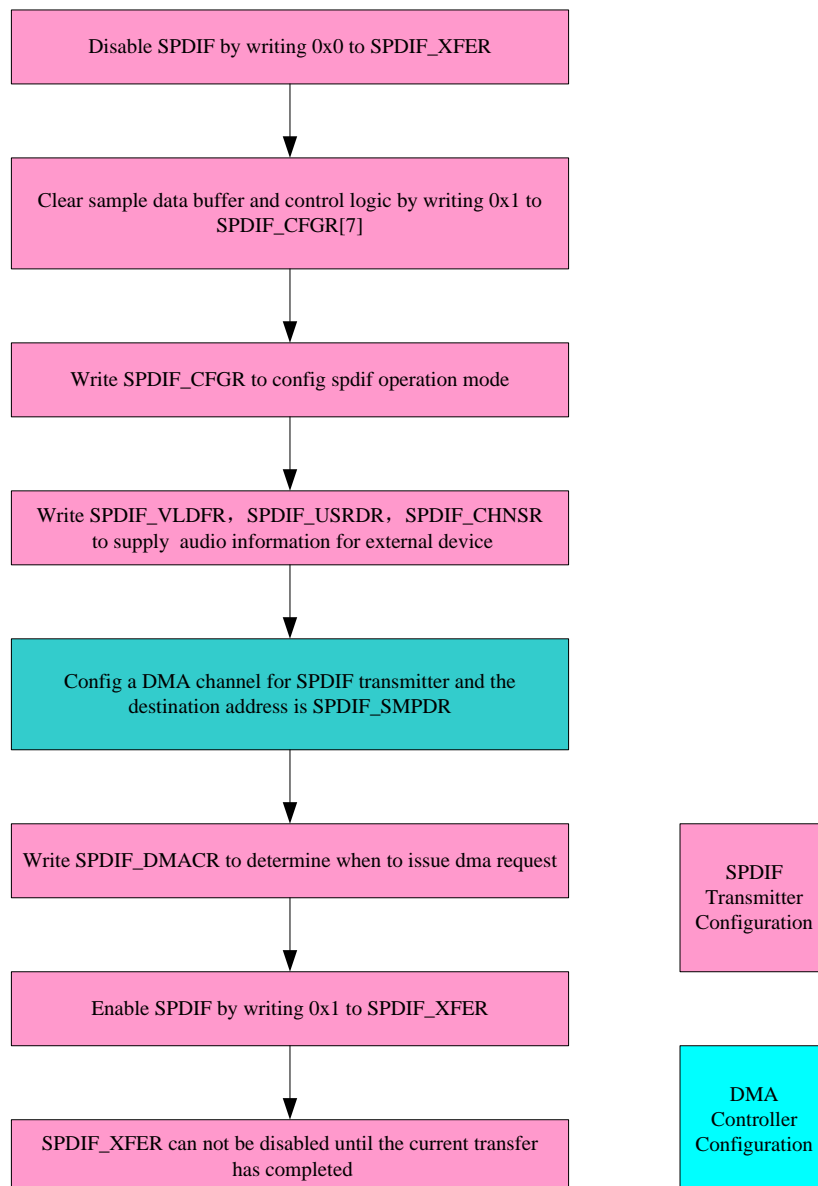 Disable SPDIF by writing 0x0 to SPDIF_XFER
Clear sample data buffer and control logic by writing 0x1 to
SPDIF_CFGR[7]
Write SPDIF_CFGR to config spdif operation mode
Write SPDIF_VLDFR，SPDIF_USRDR，SPDIF_CHNSR
to supply audio information for external device
Config a DMA channel for SPDIF transmitter and the
destination address is SPDIF_SMPDR
Write SPDIF_DMACR to determine when to issue dma request
Enable SPDIF by writing 0x1 to SPDIF_XFER
SPDIF_XFER can not be disabled until the current transfer
has completed
SPDIF
Transmitter
Configuration
DMA
Controller
Configuration